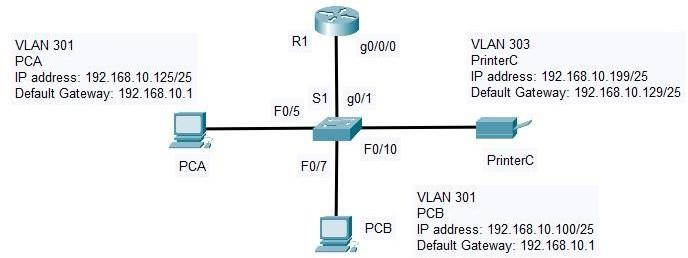 VLAN 301
PCA
IP address: 192.168.10.125/25
Default Gateway: 192.168.10.1
R1
g0/0/0
VLAN 303
PrinterC
IP address: 192.168.10.199/25
Default Gateway: 192.168.10.129/25
S1
g0/1
F0/5
F0/10
F0/7
PCA
PrinterC
PCB
VLAN 301
PCB
IP address: 192.168.10.100/25
Default Gateway: 192.168.10.1